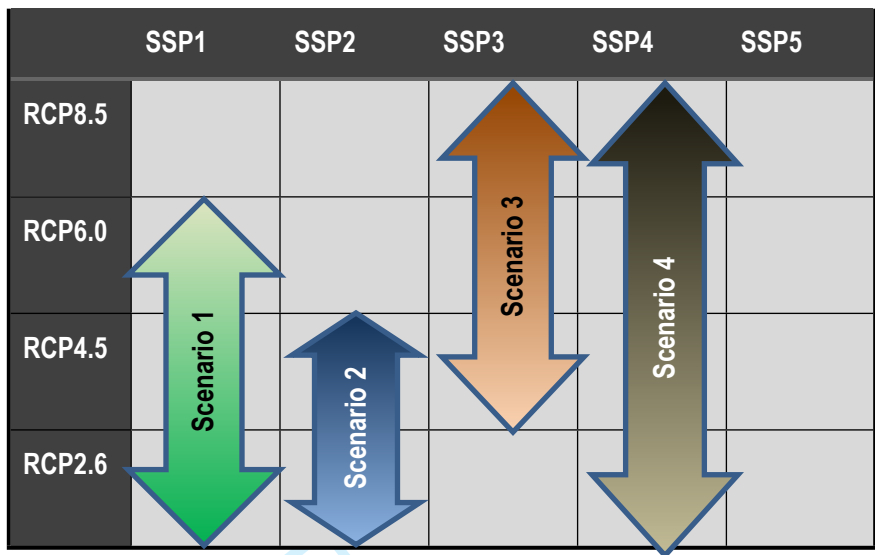 SSP1 SSP2 SSP3 SSP4 SSP5
RCP8.5
RCP6.0
RCP4.5
RCP2.6
Scenario 1
Scenario 2
Scenario 3
Scenario 4